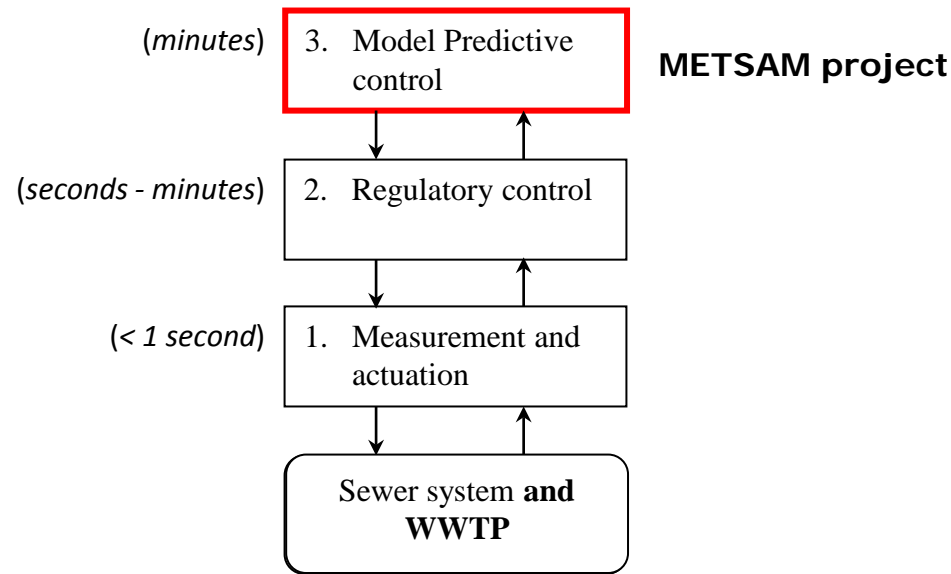 (minutes)
3. Model Predictive
control
METSAM project
(seconds - minutes)
2. Regulatory control
(< 1 second)
1. Measurement and
actuation
Sewer system and
WWTP